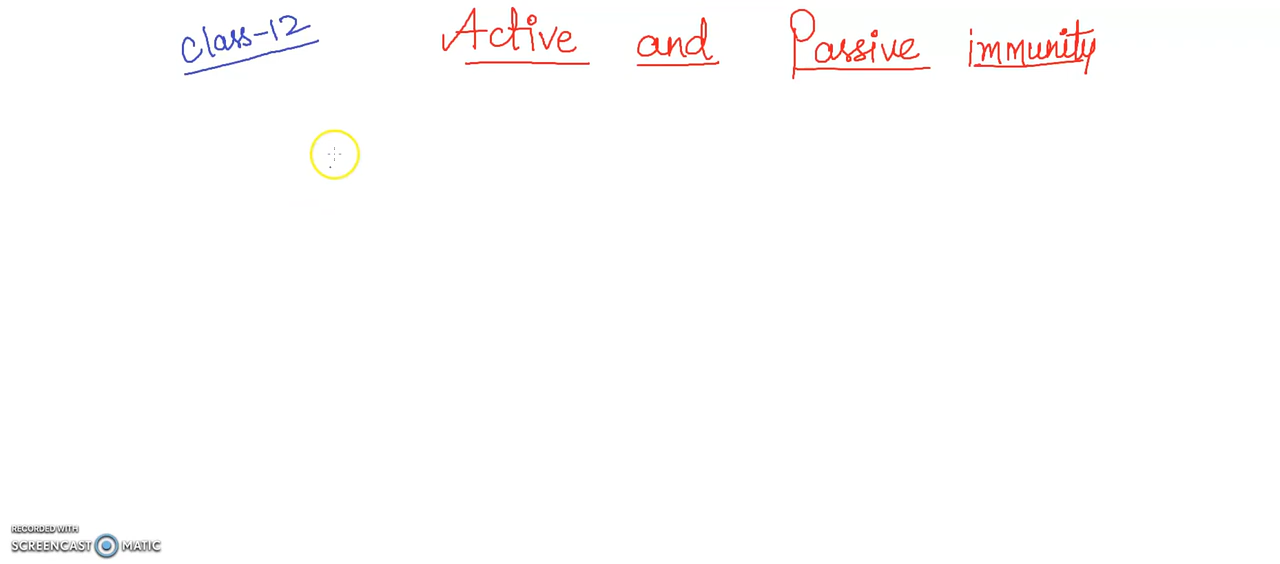 class-12 Active and Passive immunity
RECORDED WITH
SCREENCAST MATIC